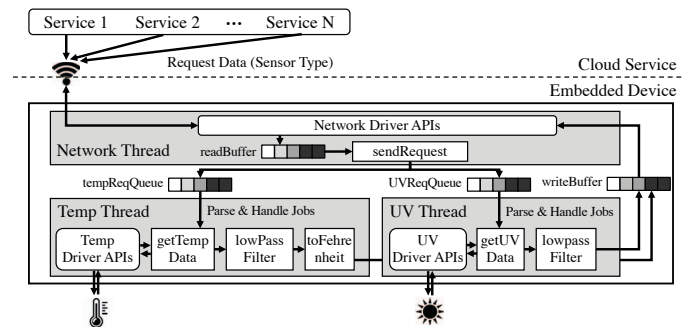 Service 1 Service 2 ··· Service N
Request Data (Sensor Type)
Cloud Service
Embedded Device
Network Driver APIs
Network Thread
readBuffer
sendRequest
tempReqQueue
UVReqQueue
writeBuffer
Temp Thread
Parse & Handle Jobs
UV Thread
Parse & Handle Jobs
Temp
Driver APIs
getTemp
Data
lowPass
Filter
toFehre
nheit
UV
Driver APIs
getUV
Data
lowpass
Filter